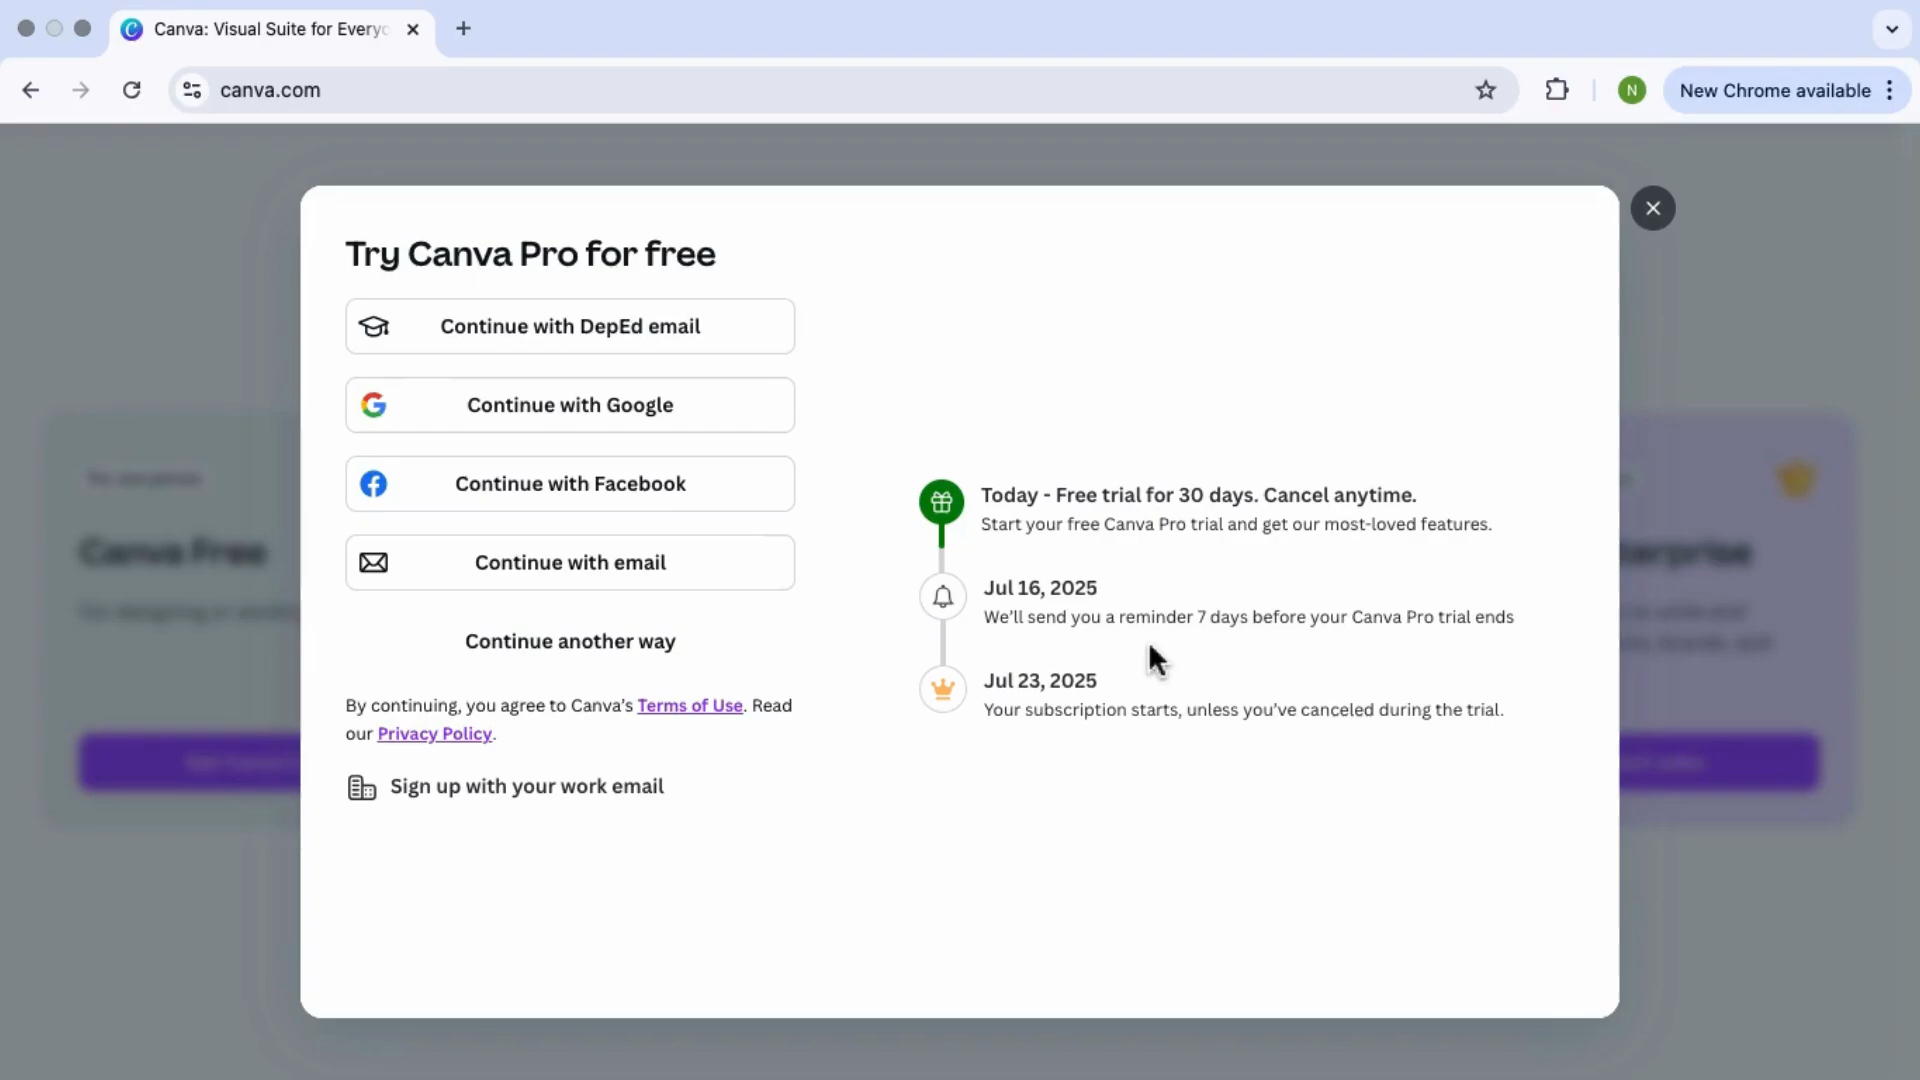 Canva: Visual Suite for Everyo
canva.com
N
New Chrome available
Try Canva Pro for free
Continue with DepEd email
Continue with Google
Continue with Facebook
Continue with email
Continue another way
By continuing, you agree to Canva's Terms of Use. Read
our Privacy Policy.
Sign up with your work email
Today - Free trial for 30 days. Cancel anytime.
Start your free Canva Pro trial and get our most-loved features.
Jul 16, 2025
We'll send you a reminder 7 days before your Canva Pro trial ends
Jul 23, 2025
Your subscription starts, unless you've canceled during the trial.
Canva Free